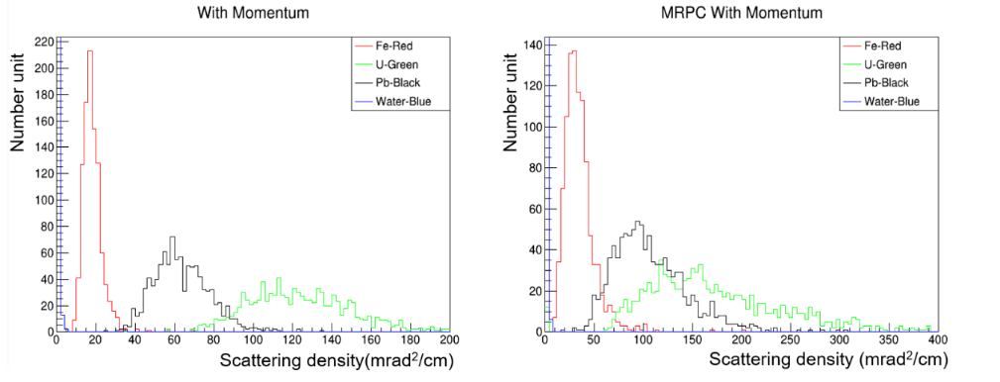 With Momentum
Number unit
220
200
180
160
140
120
100
80
60
40
20
0
Fe-Red
U-Green
Pb-Black
Water-Blue
0 20 40 60 80 100 120 140 160 180 200
Scattering density(mrad²/cm)
MRPC With Momentum
Number unit
140
120
100
80
60
40
20
0
Fe-Red
U-Green
Pb-Black
Water-Blue
0 50 100 150 200 250 300 350 400
Scattering density (mrad²/cm)